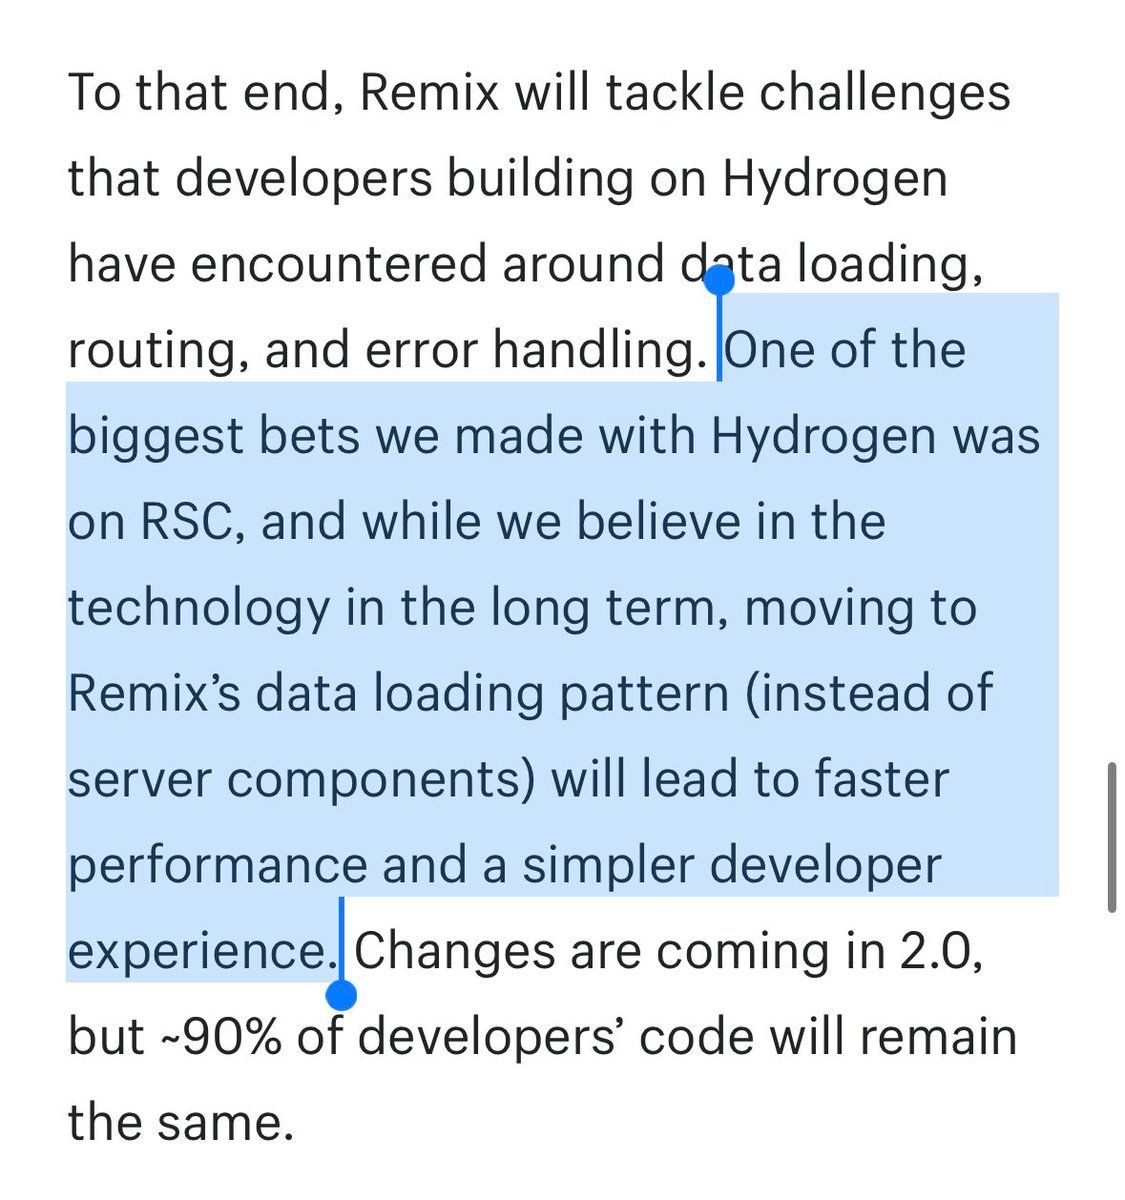 To that end, Remix will tackle challenges
that developers building on Hydrogen
have encountered around data loading,
routing, and error handling. One of the
biggest bets we made with Hydrogen was
on RSC, and while we believe in the
technology in the long term, moving to
Remix’s data loading pattern (instead of
server components) will lead to faster
performance and a simpler developer
experience. Changes are coming in 2.0,
but ~90% of developers’ code will remain
the same.